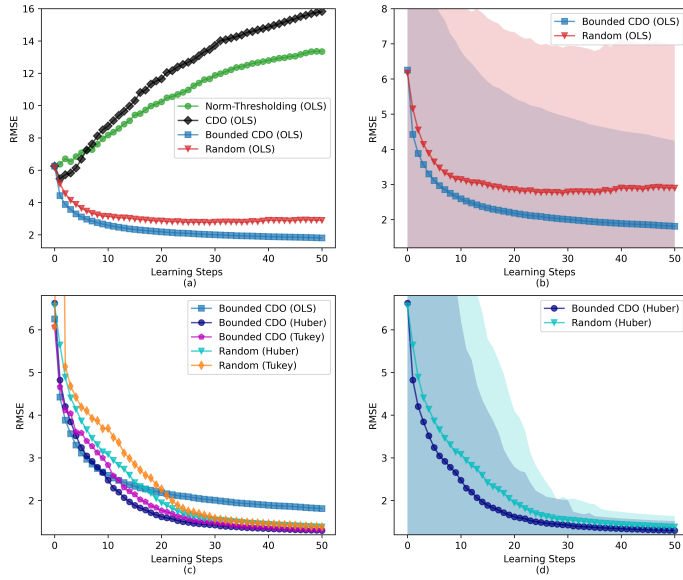 16
14
12
10
8
6
4
2
RMSE
Norm-Thresholding (OLS)
CDO (OLS)
Bounded CDO (OLS)
Random (OLS)
0 10 20 30 40 50
Learning Steps
(a)
8
7
6
5
4
3
2
RMSE
Bounded CDO (OLS)
Random (OLS)
0 10 20 30 40 50
Learning Steps
(b)
6
5
4
3
2
RMSE
Bounded CDO (OLS)
Bounded CDO (Huber)
Bounded CDO (Tukey)
Random (Huber)
Random (Tukey)
0 10 20 30 40 50
Learning Steps
(c)
6
5
4
3
2
RMSE
Bounded CDO (Huber)
Random (Huber)
0 10 20 30 40 50
Learning Steps
(d)